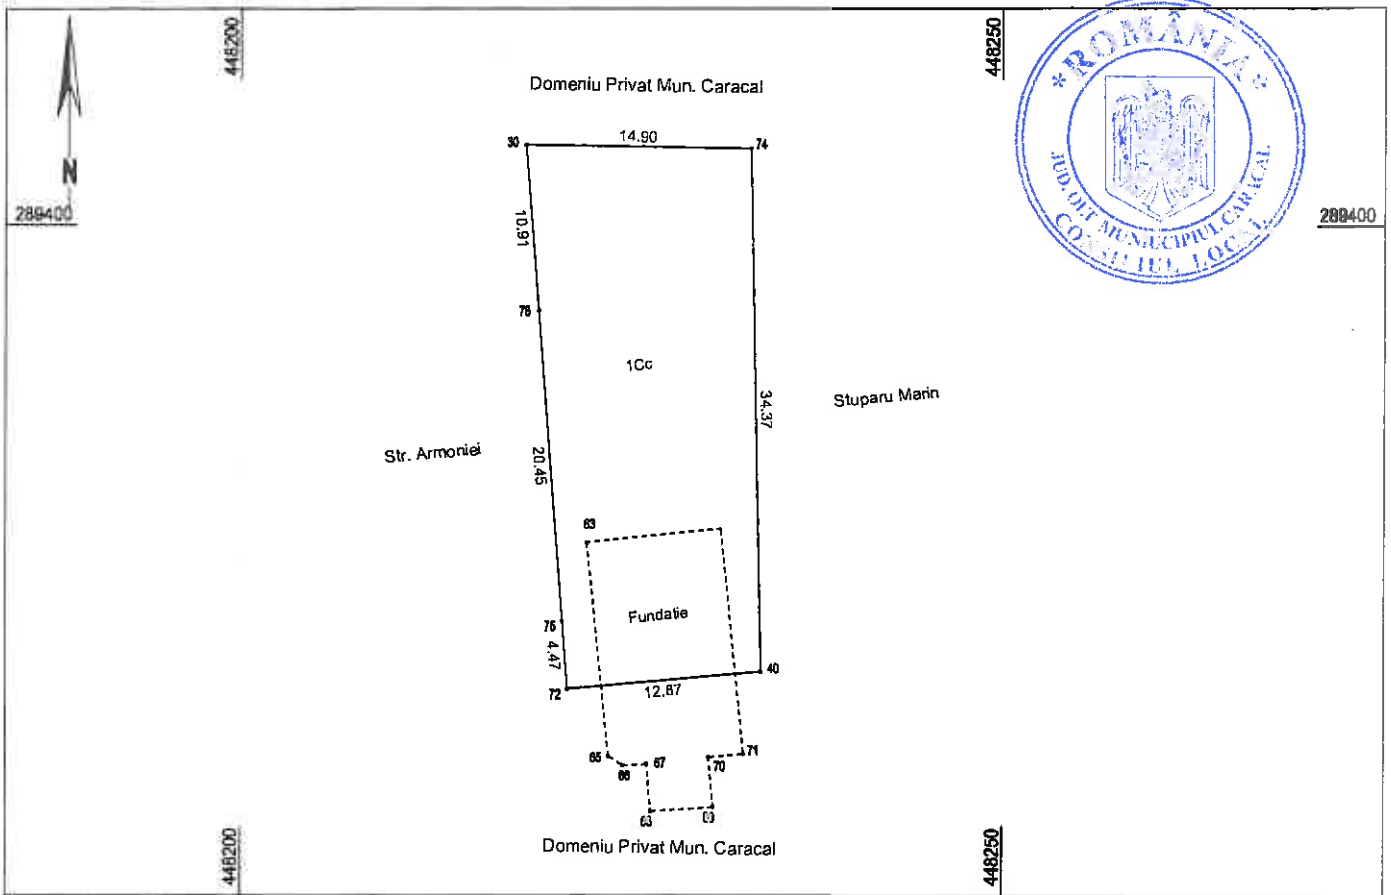 448200
448250
Domeniu Privat Mun. Caracal
*ROMÂNIA*
JUD. OLT MUNICIPIUL CARACAL
CONSILIUL LOCAL
30
14.90
74
N
289400
289400
10.91
78
1Cc
34.37
Stuparu Marin
Str. Armoniei
20.45
63
Fundatie
75
4.47
40
72
12.87
65
66
67
70
71
68
69
Domeniu Privat Mun. Caracal
448200
448250